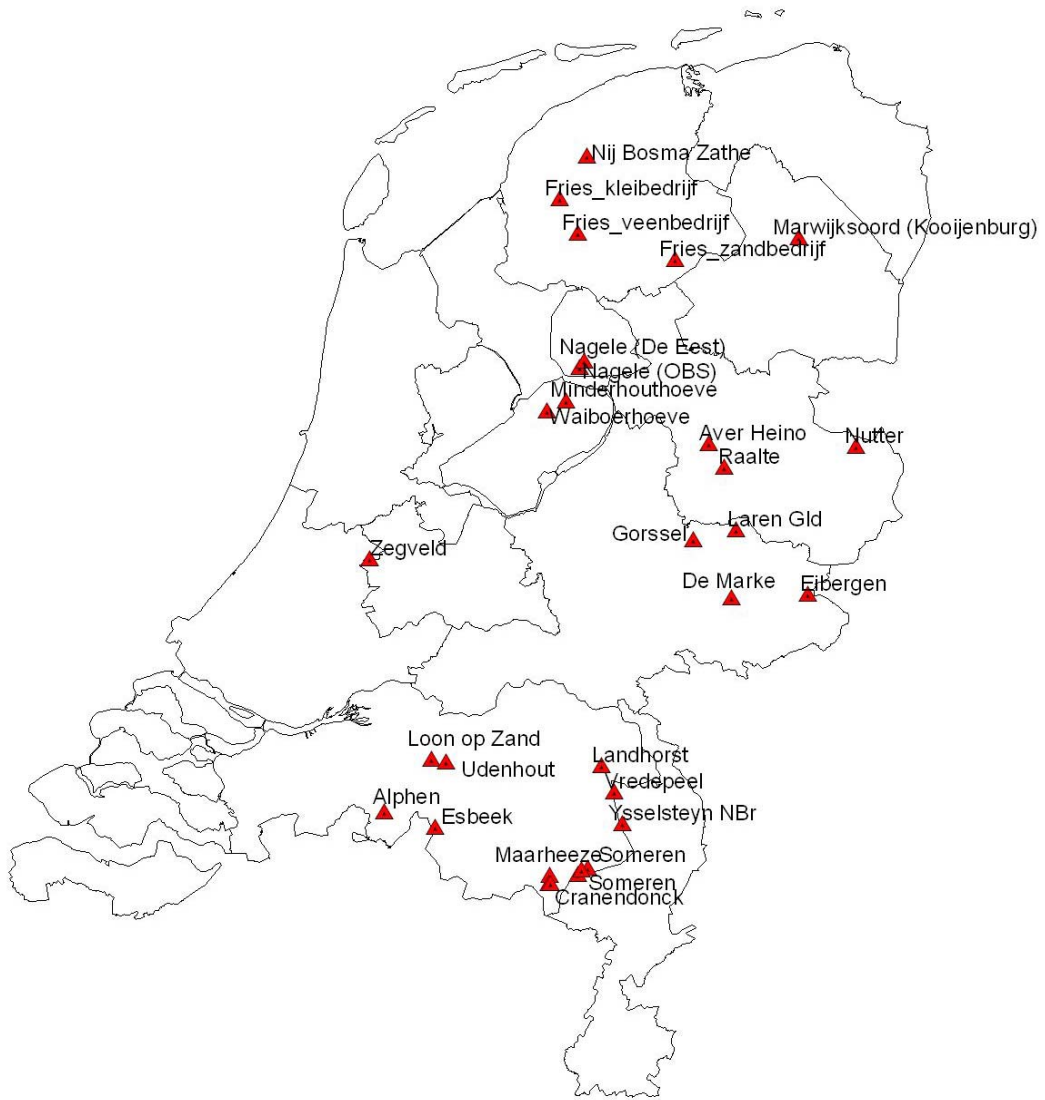 Nij Bosma Zathe
Fries_kleibedrijf
Fries_veenbedrijf
Marwijksoord (Kooijenburg)
Fries_zandbedrijf
Nagele (De Eest)
Nagele (OBS)
Minderhouthoeve
Waiboerhoeve
Aver Heino
Nutter
Raalte
Laren Gld
Gorssel
Zegveld
De Marke
Eibergen
Loon op Zand
Udenhout
Landhorst
Vredepeel
Alphen
Esbeek
Ysselsteyn NBr
Maarheeze
Someren
Someren
Cranendonck